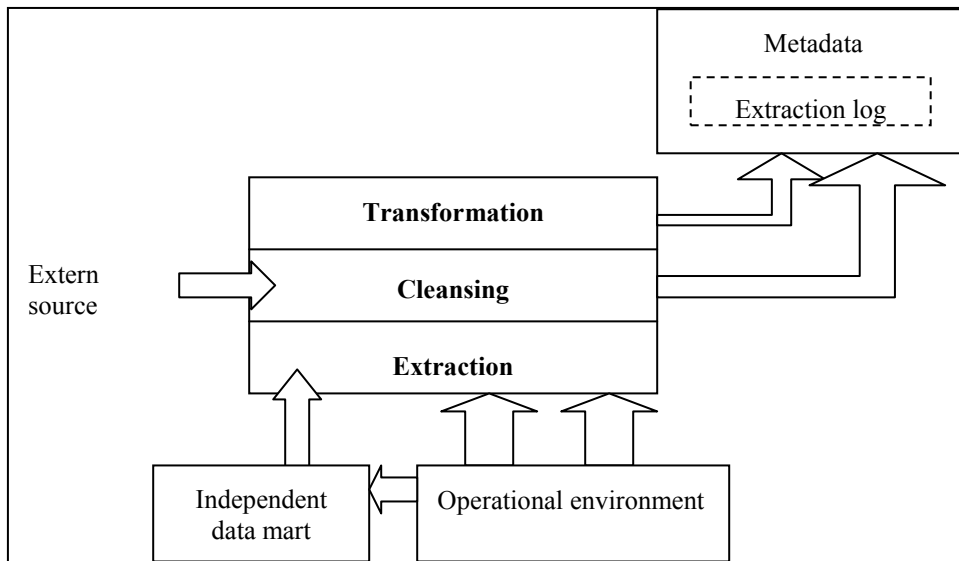 Metadata
Extraction log
Transformation
Extern
source
Cleansing
Extraction
Independent
data mart
Operational environment